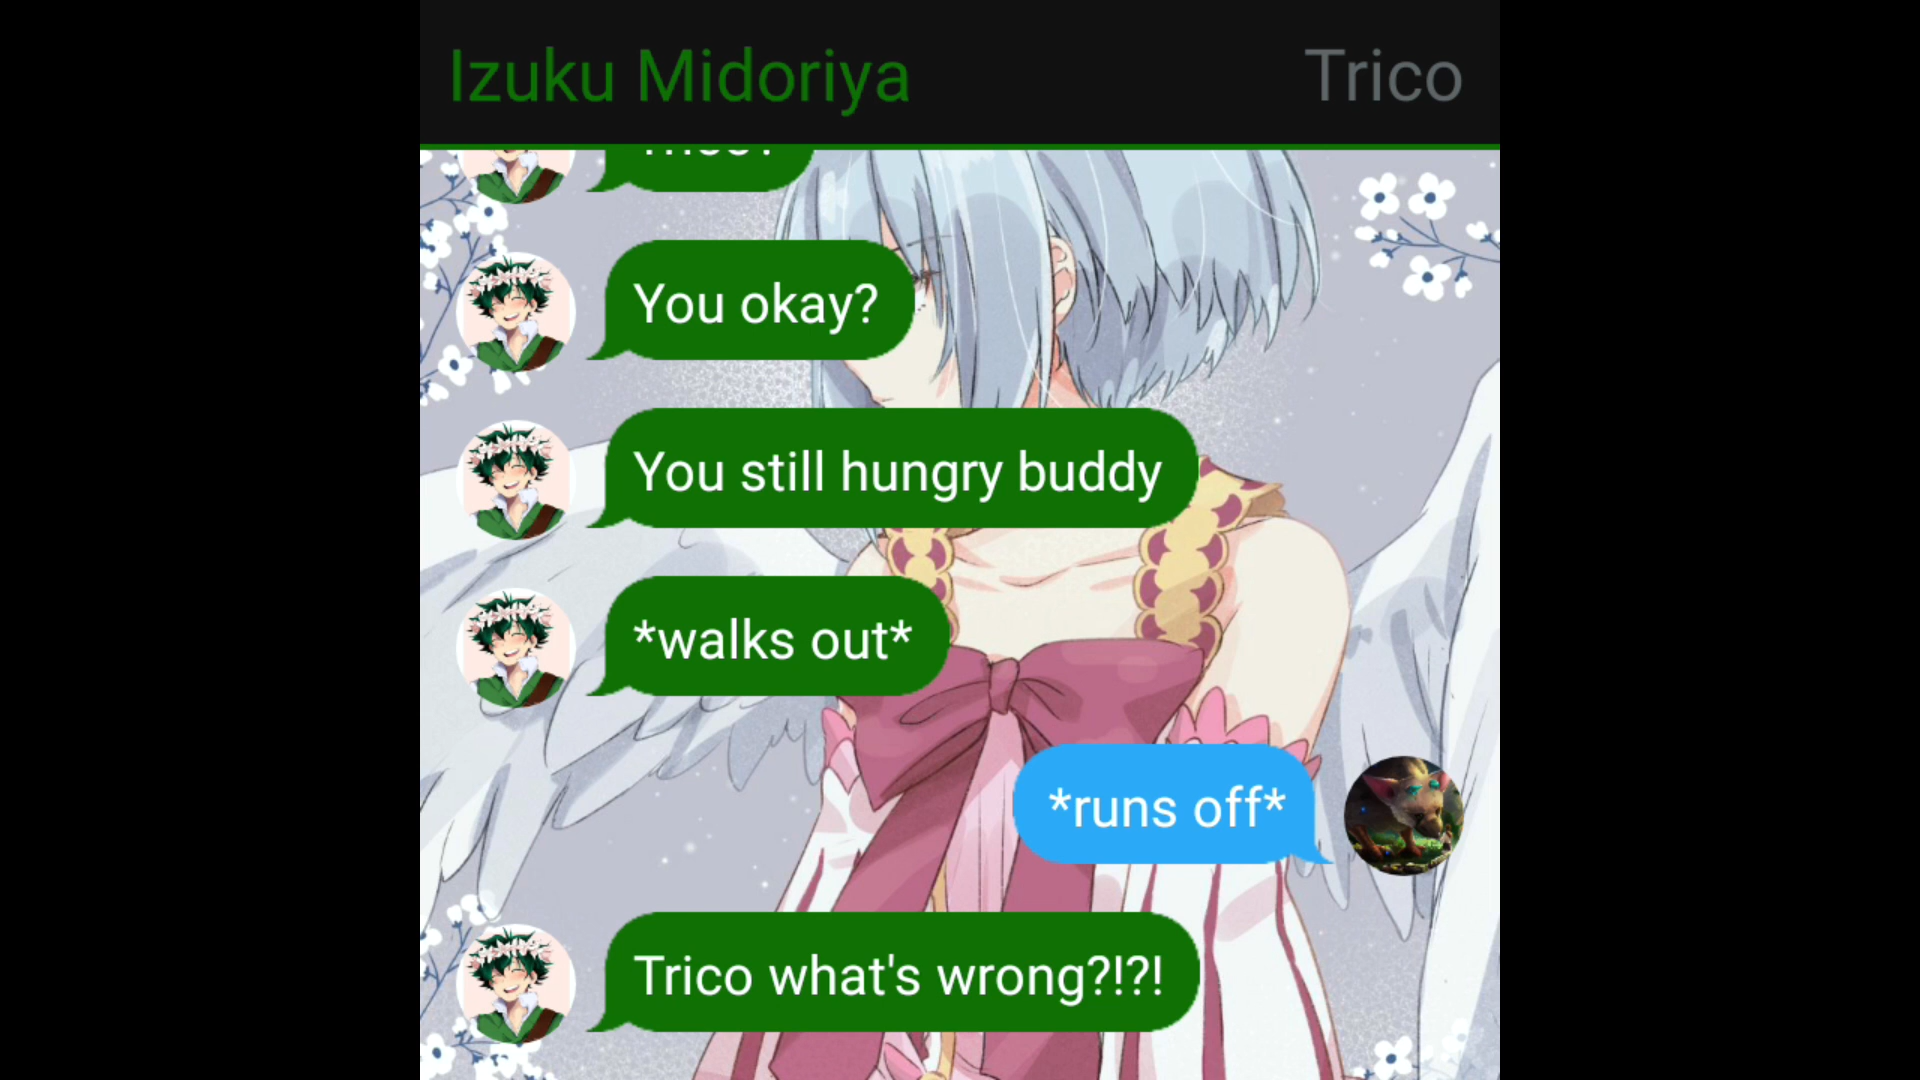 Izuku Midoriya
Trico
You okay?
You still hungry buddy
*walks out*
*runs off*
Trico what's wrong?!?!